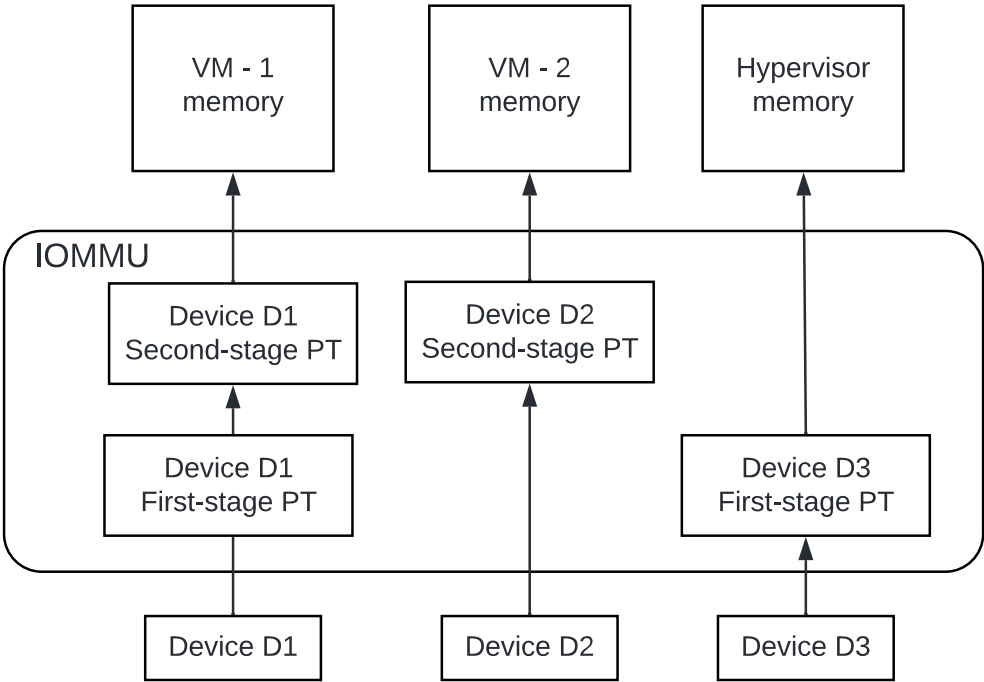 VM - 1
memory
VM - 2
memory
Hypervisor
memory
IOMMU
Device D1
Second-stage PT
Device D2
Second-stage PT
Device D1
First-stage PT
Device D3
First-stage PT
Device D1
Device D2
Device D3